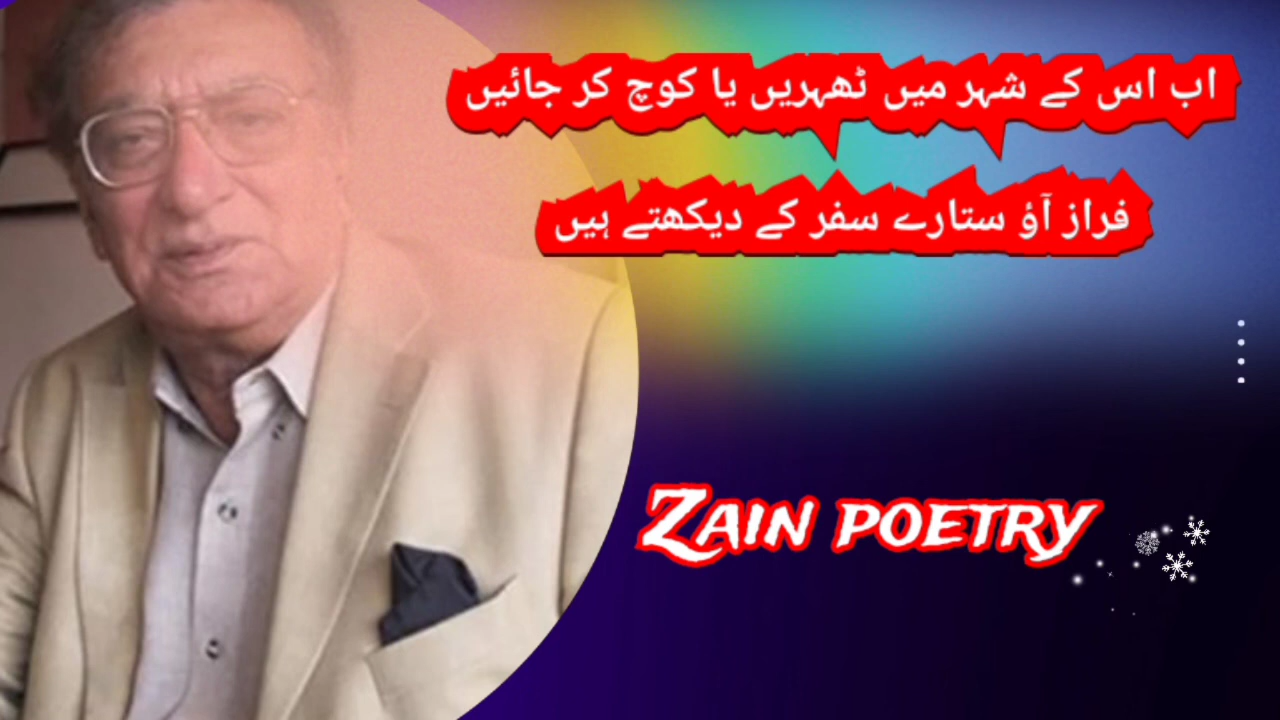 اب اس کے شہر میں ٹھہریں یا کوچ کر جائیں
فراز آؤ ستارے سفر کے دیکھتے ہیں
Zain poetry